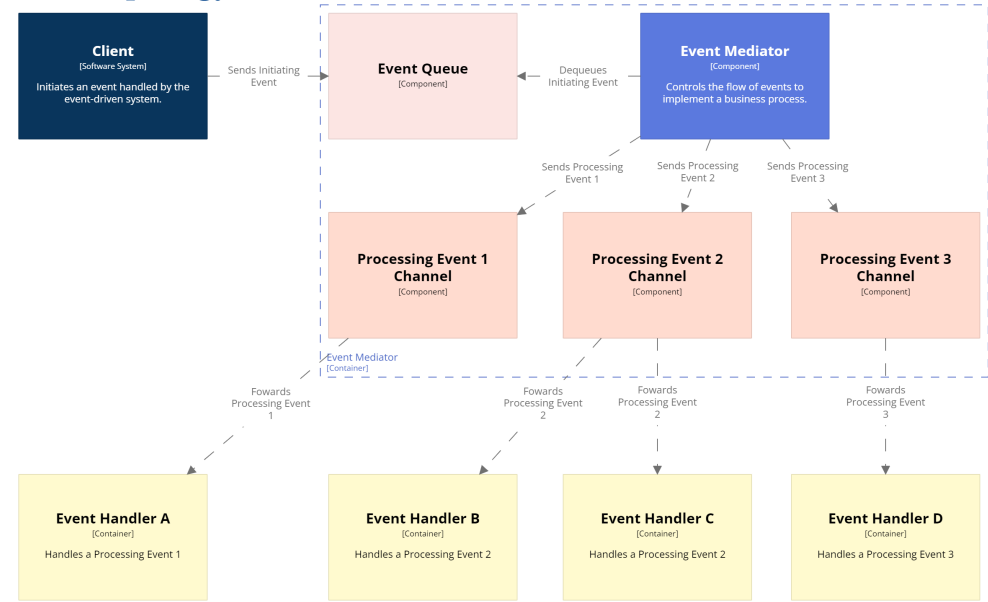 Client
[Software System]
Initiates an event handled by the
event-driven system.
Sends Initiating
Event
Event Queue
[Component]
Dequeues
Initiating Event
Event Mediator
[Component]
Controls the flow of events to
implement a business process.
Sends Processing
Event 1
Sends Processing
Event 2
Sends Processing
Event 3
Processing Event 1
Channel
[Component]
Processing Event 2
Channel
[Component]
Processing Event 3
Channel
[Component]
Event Mediator
[Container]
Fowards
Processing Event
1
Fowards
Processing Event
2
Fowards
Processing Event
2
Fowards
Processing Event
3
Event Handler A
[Container]
Handles a Processing Event 1
Event Handler B
[Container]
Handles a Processing Event 2
Event Handler C
[Container]
Handles a Processing Event 2
Event Handler D
[Container]
Handles a Processing Event 3